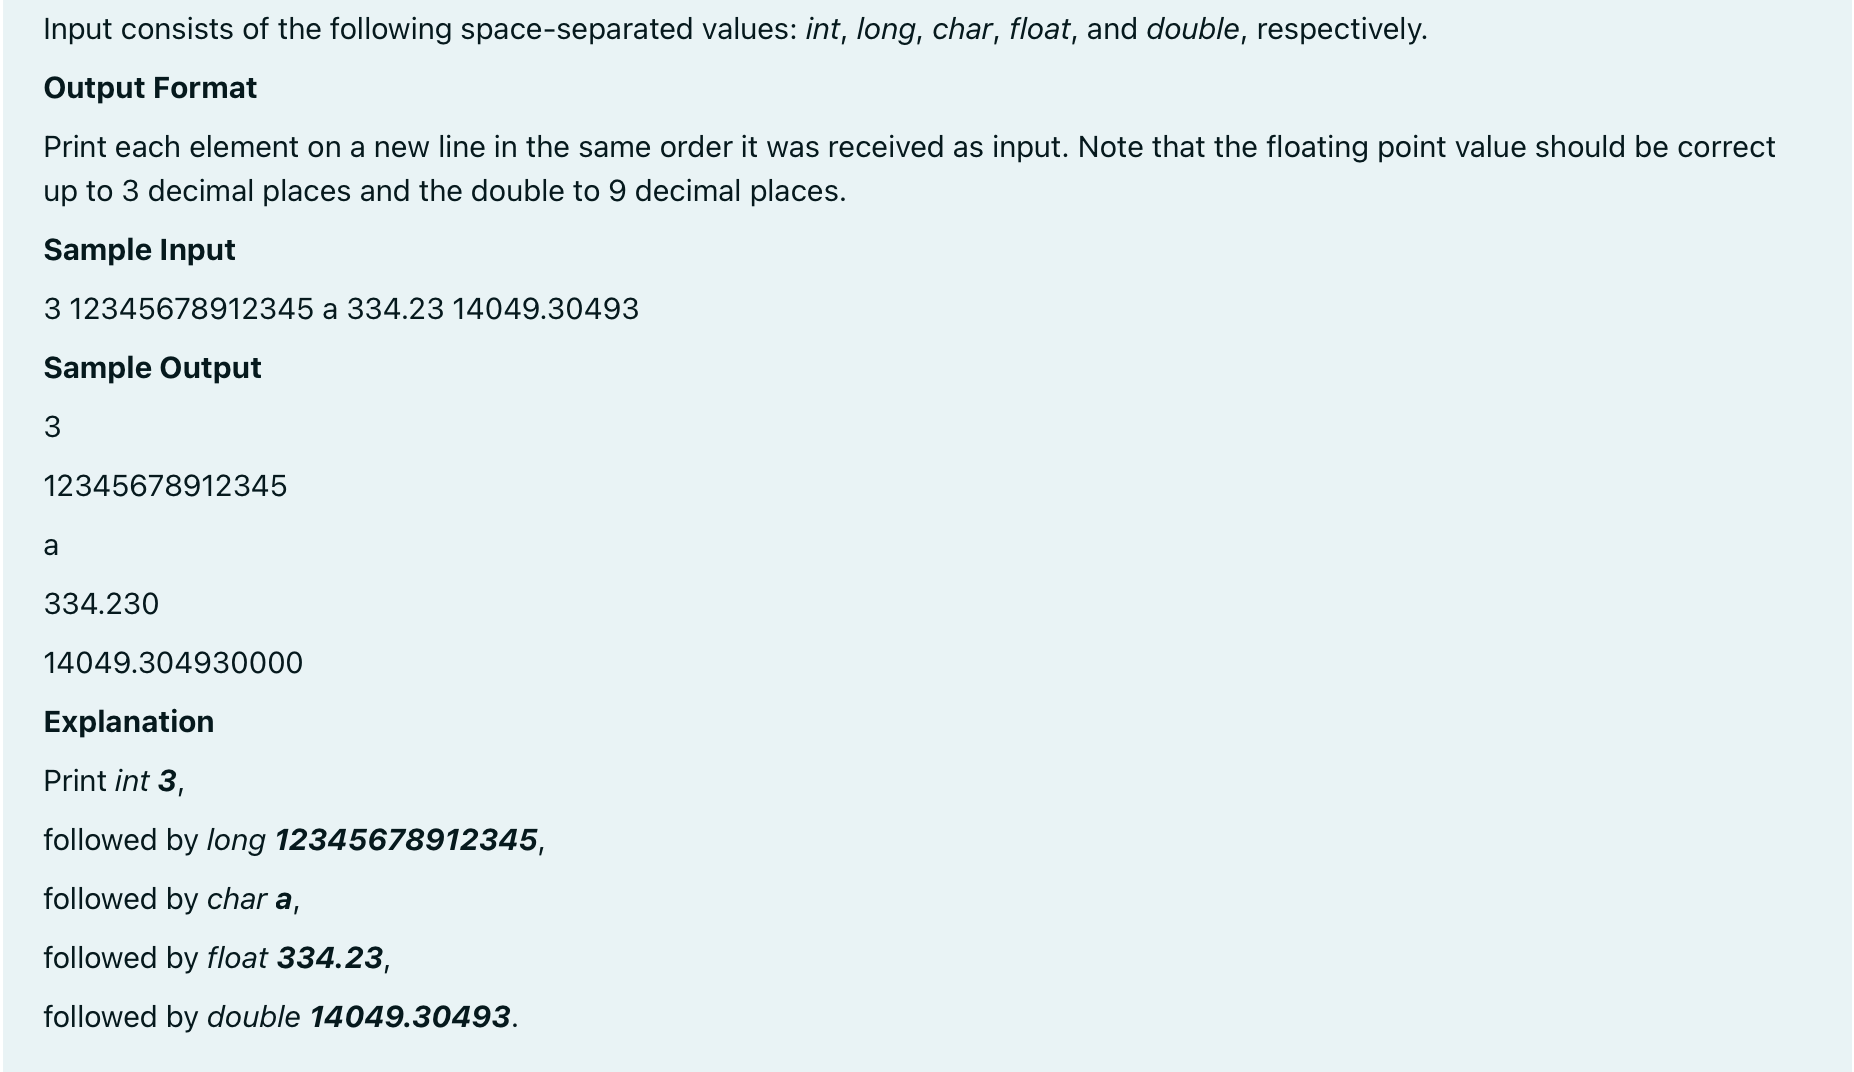 Input consists of the following space-separated values: int, long, char, float, and double, respectively.
Output Format
Print each element on a new line in the same order it was received as input. Note that the floating point value should be correct
up to 3 decimal places and the double to 9 decimal places.
Sample Input
3 12345678912345 a 334.23 14049.30493
Sample Output
3
12345678912345
a
334.230
14049.304930000
Explanation
Print int 3,
followed by long 12345678912345,
followed by char a,
followed by float 334.23,
followed by double 14049.30493.